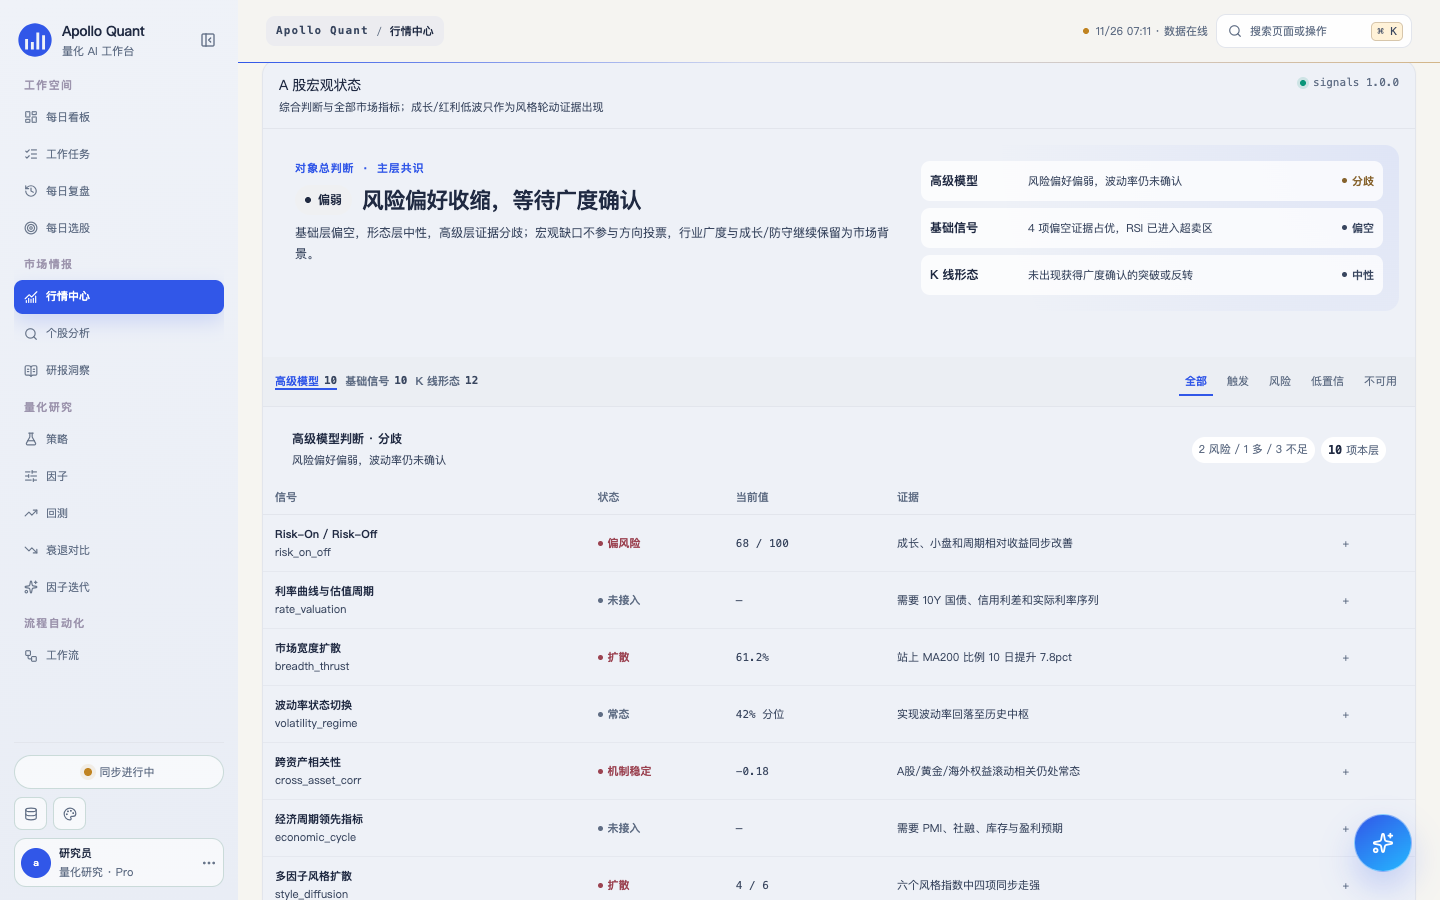 Apollo Quant
量化 AI 工作台
工作空间
每日看板
工作任务
每日复盘
每日选股
市场情报
行情中心
个股分析
研报洞察
量化研究
策略
因子
回测
衰退对比
因子迭代
流程自动化
工作流
同步进行中
a
研究员
量化研究 · Pro
Apollo Quant / 行情中心
11/26 07:11 · 数据在线
搜索页面或操作
⌘ K
A 股宏观状态
综合判断与全部市场指标；成长/红利低波只作为风格轮动证据出现
signals 1.0.0
对象总判断 · 主层共识
偏弱 风险偏好收缩，等待广度确认
基础层偏空，形态层中性，高级层证据分歧；宏观缺口不参与方向投票，行业广度与成长/防守继续保留为市场背
景。
高级模型 风险偏好偏弱，波动率仍未确认 分歧
基础信号 4 项偏空证据占优，RSI 已进入超卖区 偏空
K 线形态 未出现获得广度确认的突破或反转 中性
高级模型 10 基础信号 10 K 线形态 12
全部 触发 风险 低置信 不可用
高级模型判断 · 分歧
风险偏好偏弱，波动率仍未确认
2 风险 / 1 多 / 3 不足
10 项本层
信号 状态 当前值 证据
Risk-On / Risk-Off
risk_on_off
偏风险 68 / 100 成长、小盘和周期相对收益同步改善 +
利率曲线与估值周期
rate_valuation
未接入 — 需要 10Y 国债、信用利差和实际利率序列 +
市场宽度扩散
breadth_thrust
扩散 61.2% 站上 MA200 比例 10 日提升 7.8pct +
波动率状态切换
volatility_regime
常态 42% 分位 实现波动率回落至历史中枢 +
跨资产相关性
cross_asset_corr
机制稳定 -0.18 A股/黄金/海外权益滚动相关仍处常态 +
经济周期领先指标
economic_cycle
未接入 — 需要 PMI、社融、库存与盈利预期 +
多因子风格扩散
style_diffusion
扩散 4 / 6 六个风格指数中四项同步走强 +